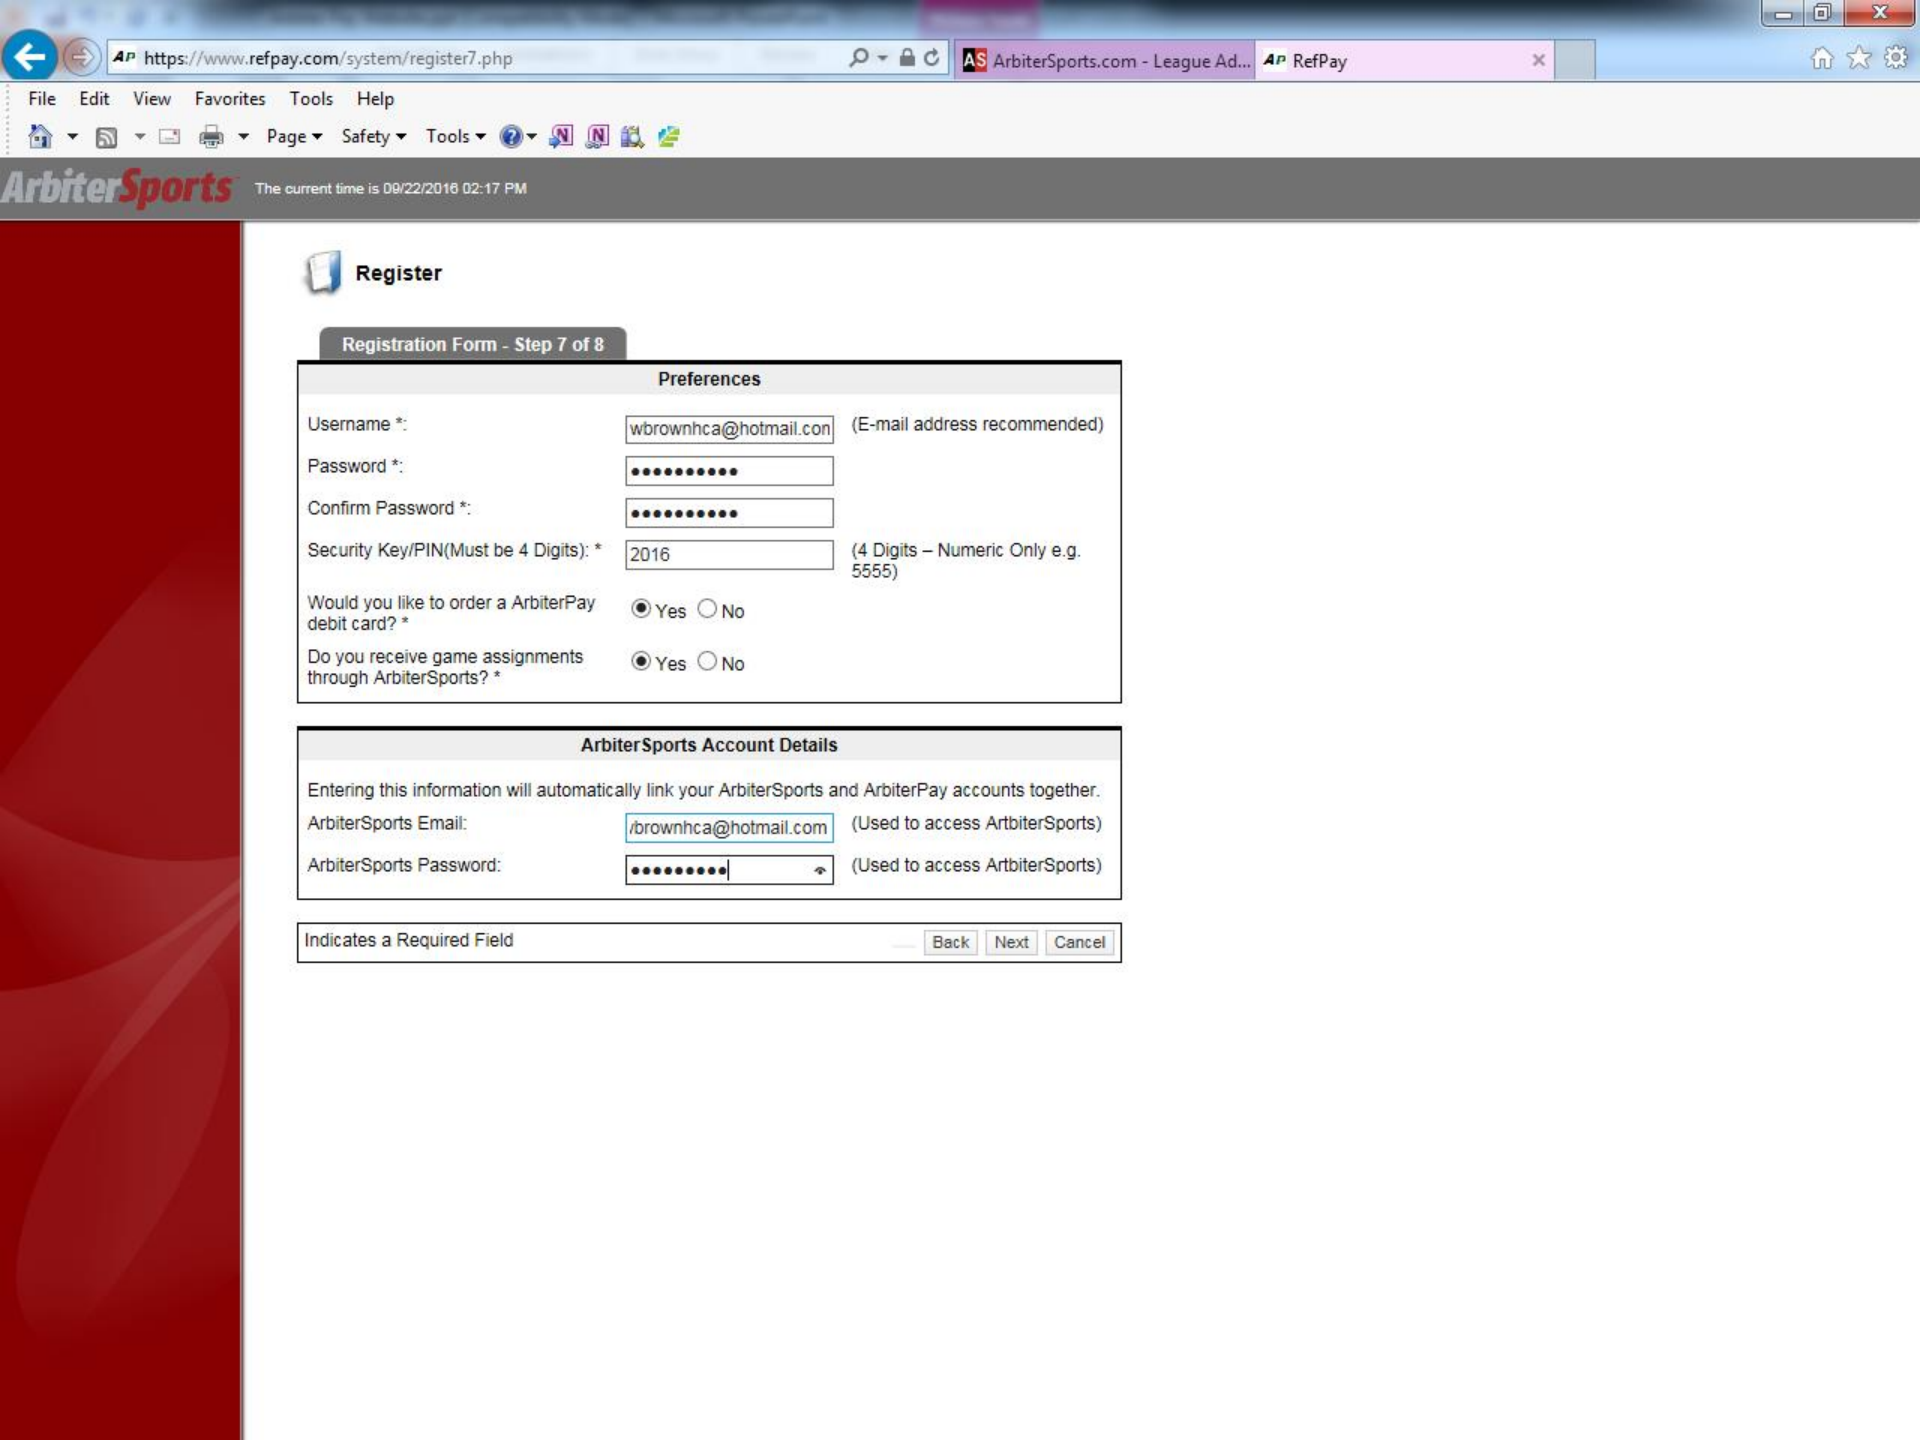 https://www.refpay.com/system/register7.php
AS ArbiterSports.com - League Ad...
AP RefPay
File Edit View Favorites Tools Help
Page Safety Tools
ArbiterSports The current time is 09/22/2016 02:17 PM
Register
Registration Form - Step 7 of 8
Preferences
Username *: wbrownhca@hotmail.con (E-mail address recommended)
Password *: ●●●●●●●●●●
Confirm Password *: ●●●●●●●●●●
Security Key/PIN(Must be 4 Digits): * 2016 (4 Digits – Numeric Only e.g.
5555)
Would you like to order a ArbiterPay
debit card? * Yes No
Do you receive game assignments
through ArbiterSports? * Yes No
ArbiterSports Account Details
Entering this information will automatically link your ArbiterSports and ArbiterPay accounts together.
ArbiterSports Email: /brownhca@hotmail.com (Used to access ArtbiterSports)
ArbiterSports Password: ●●●●●●●●● (Used to access ArtbiterSports)
Indicates a Required Field Back Next Cancel